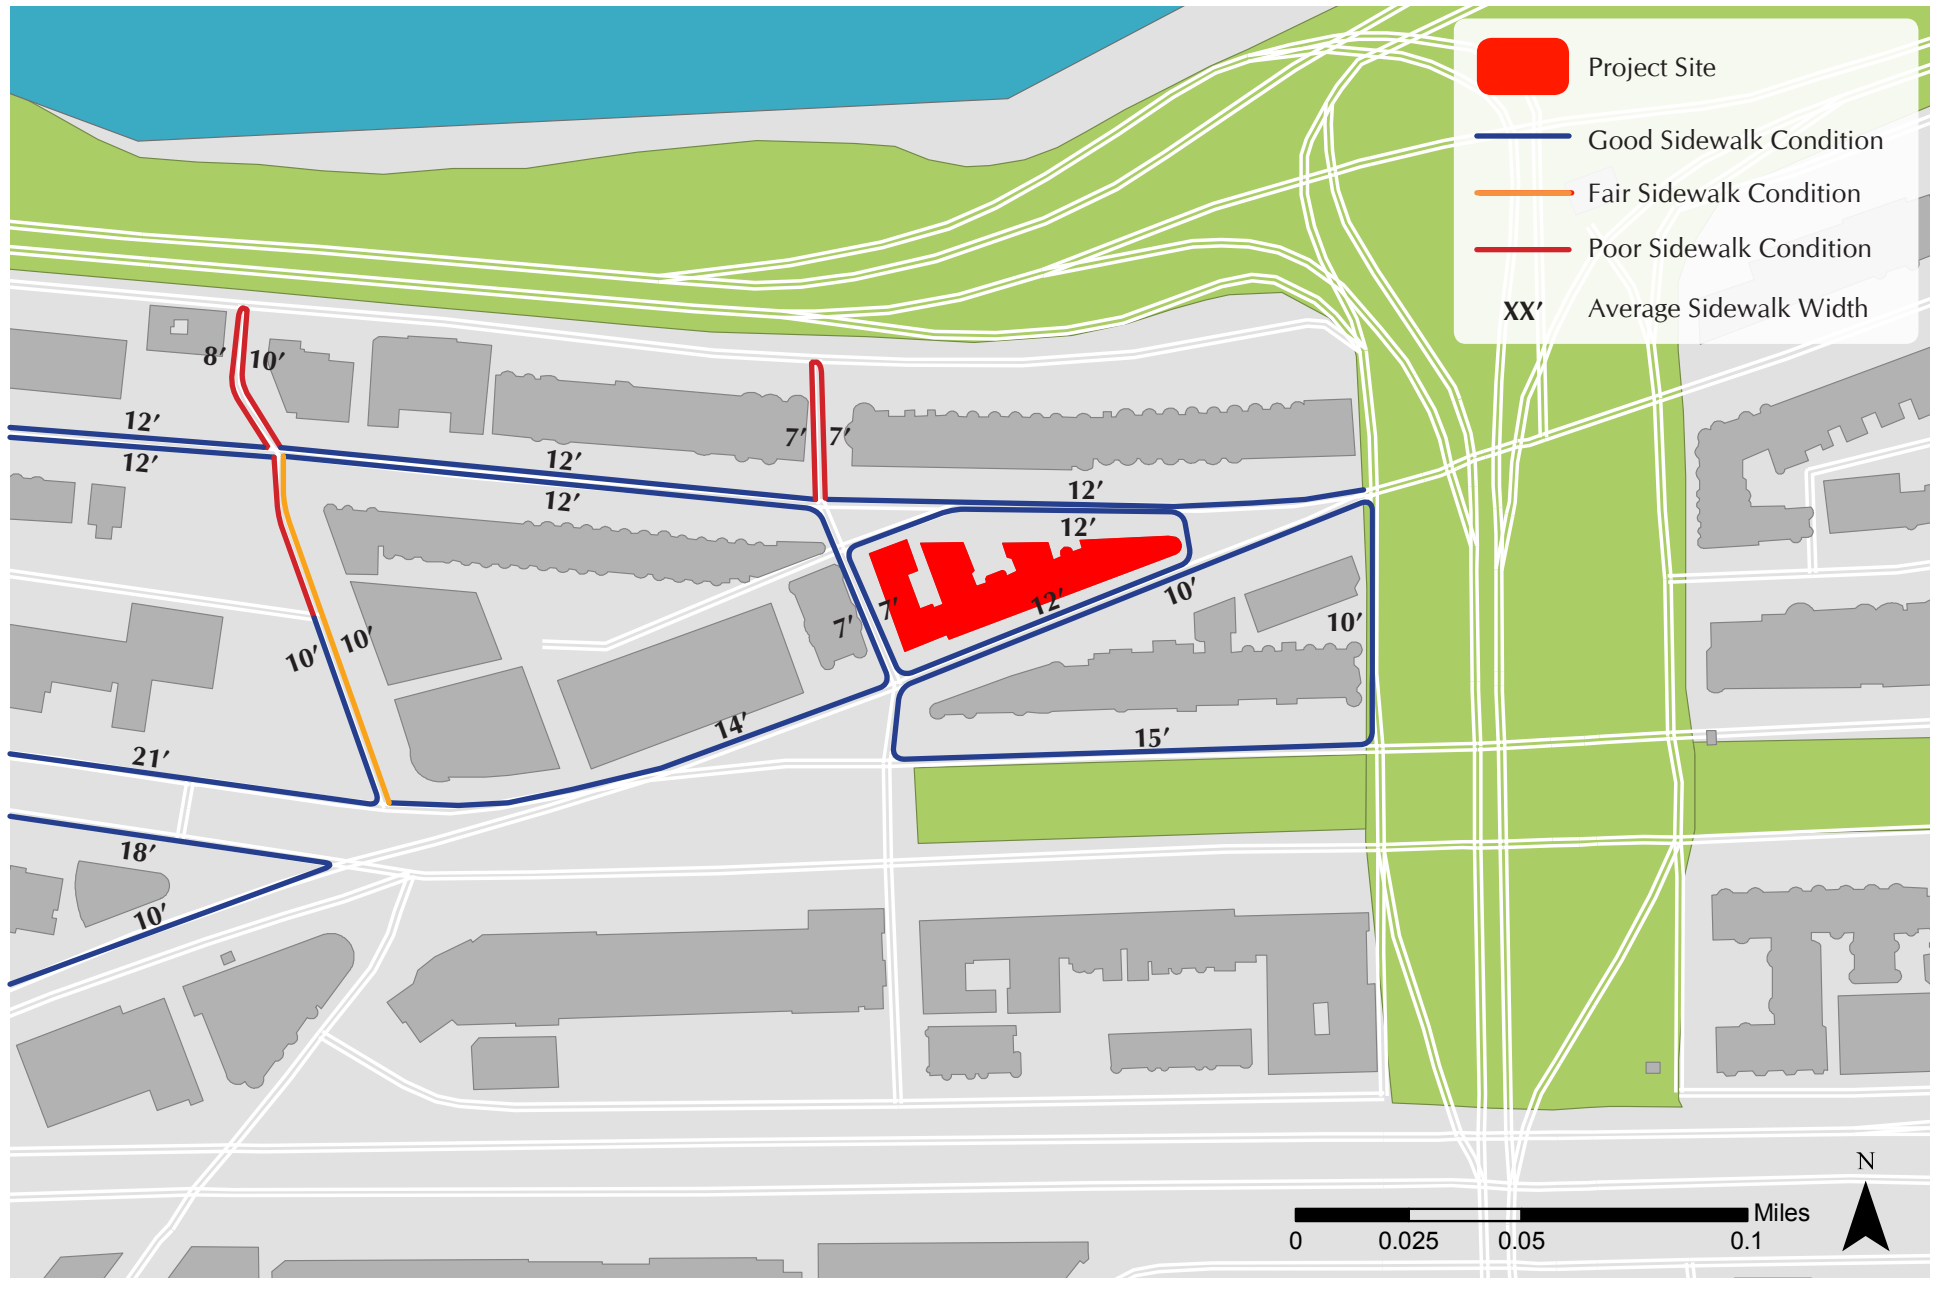 Project Site
Good Sidewalk Condition
Fair Sidewalk Condition
Poor Sidewalk Condition
XX' Average Sidewalk Width
8' 10'
12'
12'
12'
12'
7' 7'
12'
12'
7'
7'
12'
10'
10'
10'
10'
14'
15'
21'
18'
10'
N
Miles
0 0.025 0.05 0.1